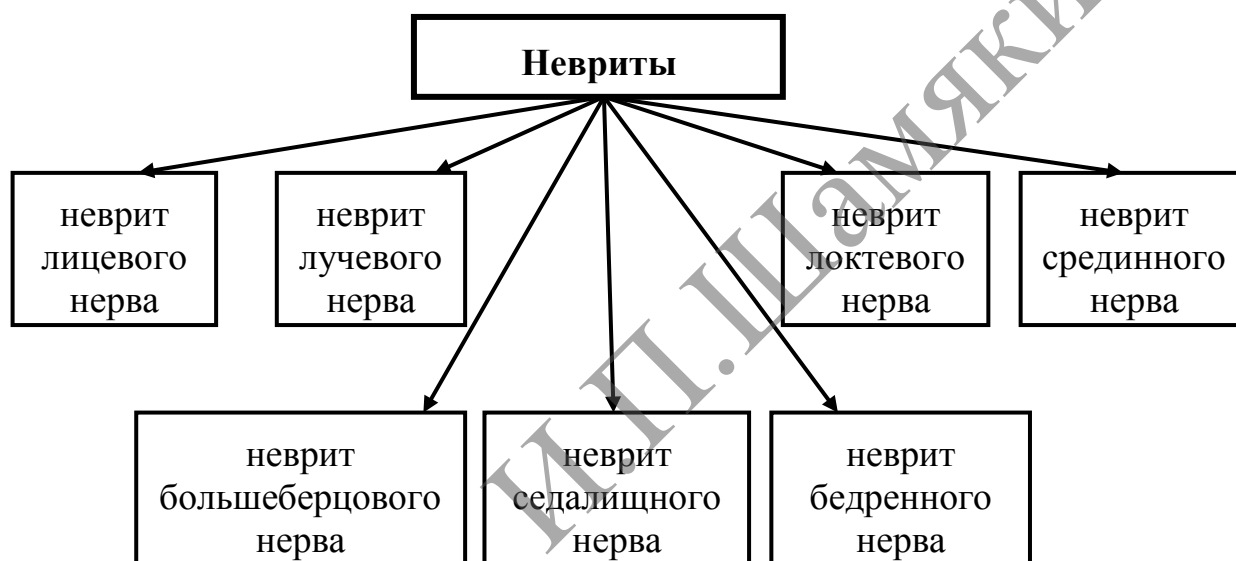 Невриты
неврит
лицевого
нерва
неврит
лучевого
нерва
неврит
локтевого
нерва
неврит
срединного
нерва
неврит
большеберцового
нерва
неврит
седалищного
нерва
неврит
бедренного
нерва
И.П.Шамяки